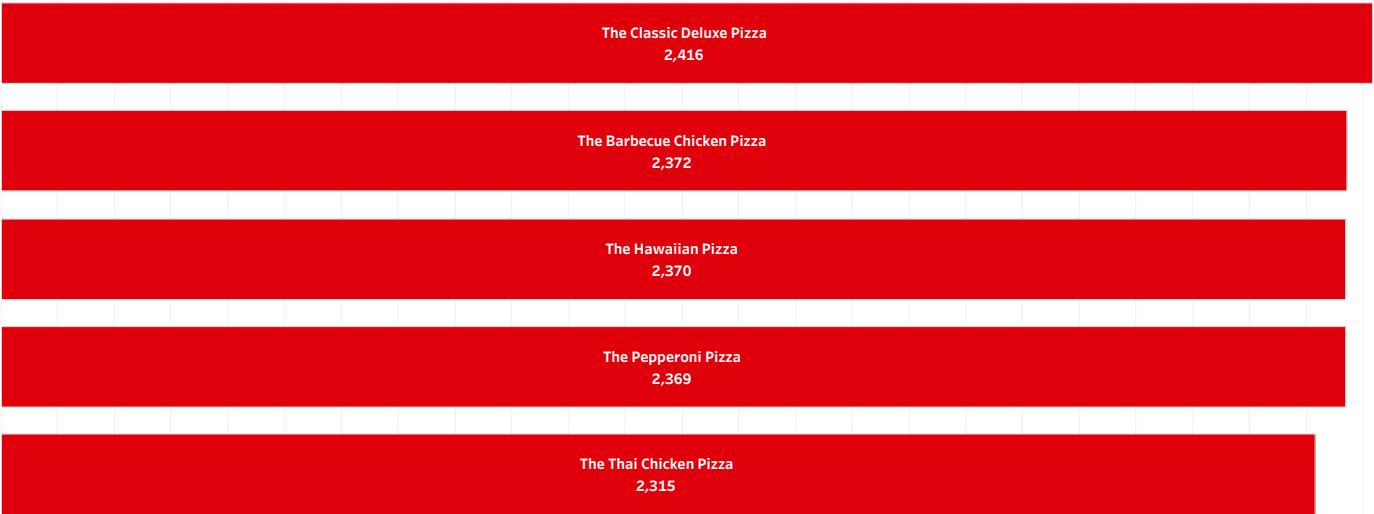 The Classic Deluxe Pizza
2,416
The Barbecue Chicken Pizza
2,372
The Hawaiian Pizza
2,370
The Pepperoni Pizza
2,369
The Thai Chicken Pizza
2,315